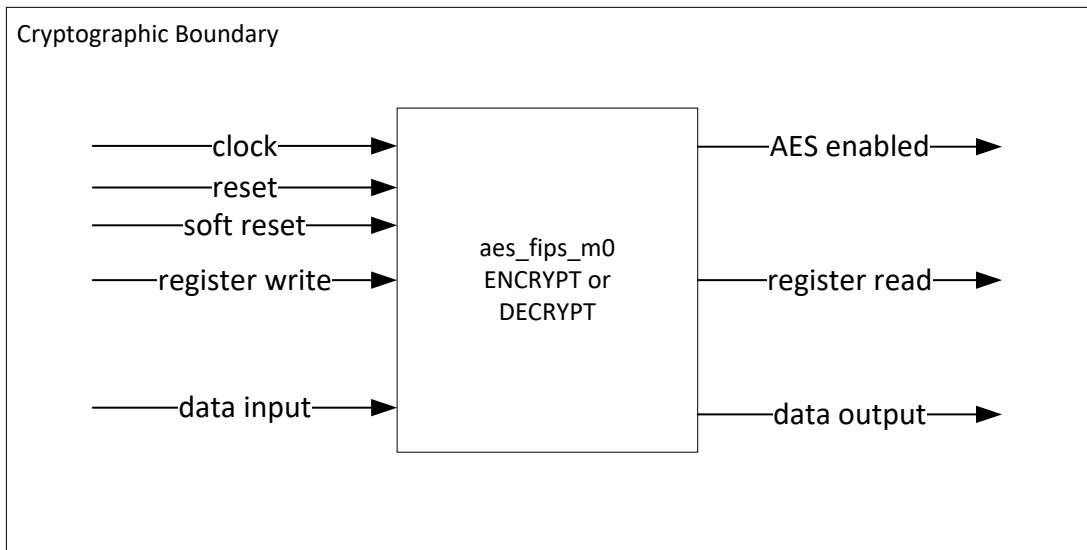 Cryptographic Boundary
clock
reset
soft reset
register write
data input
aes_fips_m0
ENCRYPT or
DECRYPT
AES enabled
register read
data output